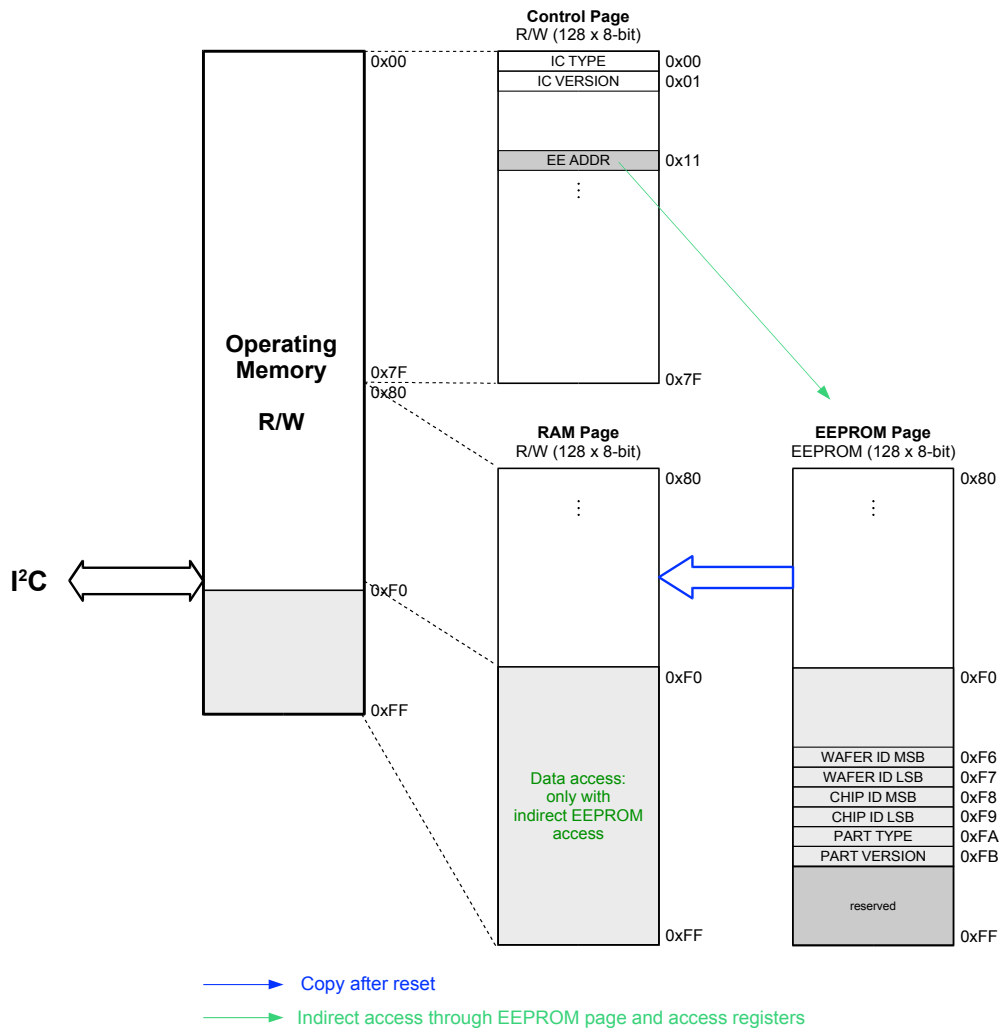 Control Page
R/W (128 x 8-bit)
0x00
IC TYPE
0x00
IC VERSION
0x01
EE ADDR
0x11
⋮
Operating
Memory
R/W
0x7F
0x80
0x7F
RAM Page
R/W (128 x 8-bit)
EEPROM Page
EEPROM (128 x 8-bit)
0x80
0x80
⋮
⋮
I²C
0xF0
0xFF
0xF0
0xF0
Data access:
only with
indirect EEPROM
access
WAFER ID MSB
0xF6
WAFER ID LSB
0xF7
CHIP ID MSB
0xF8
CHIP ID LSB
0xF9
PART TYPE
0xFA
PART VERSION
0xFB
reserved
0xFF
0xFF
Copy after reset
Indirect access through EEPROM page and access registers